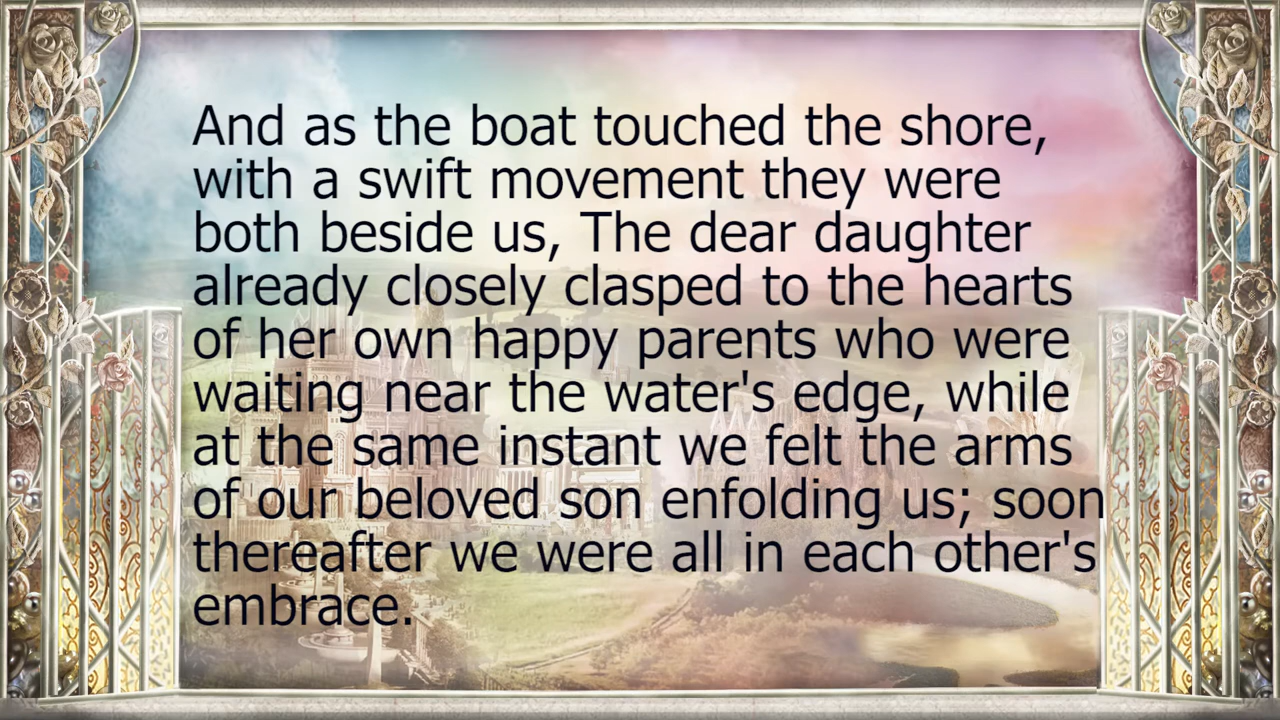 And as the boat touched the shore,
with a swift movement they were
both beside us, The dear daughter
already closely clasped to the hearts
of her own happy parents who were
waiting near the water's edge, while
at the same instant we felt the arms
of our beloved son enfolding us; soon
thereafter we were all in each other's
embrace.